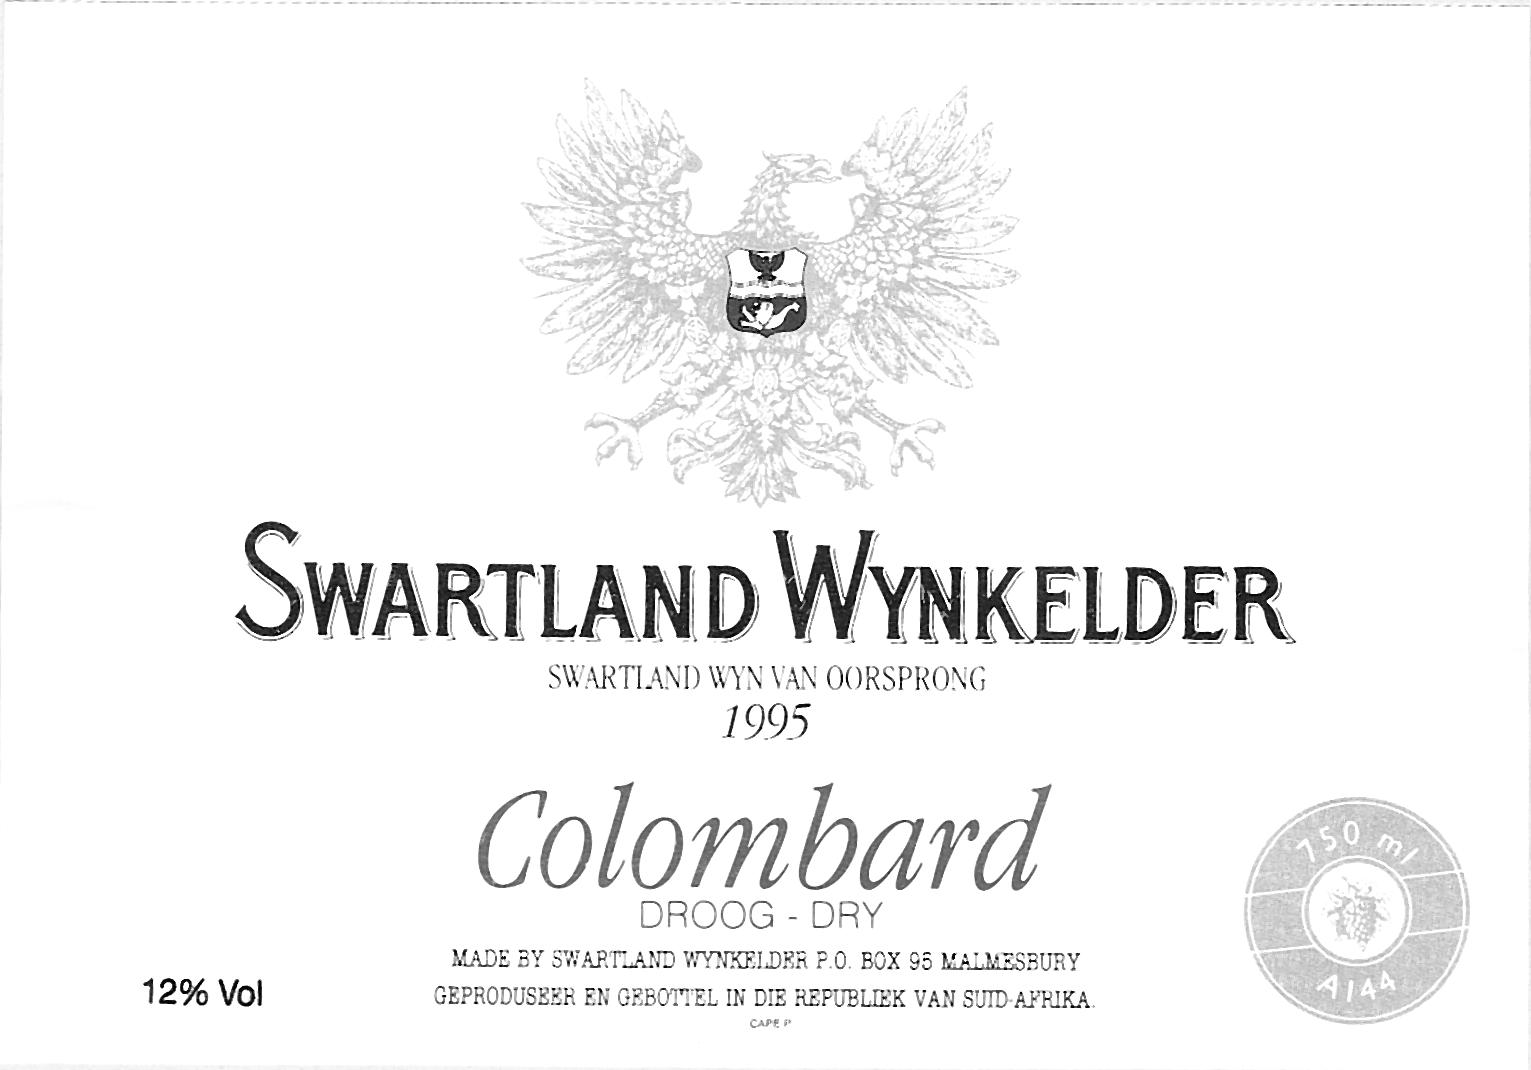 SWARTLAND WYNKELDER
SWARTLAND WYN VAN OORSPRONG
1995
Colombard
DROOG - DRY
MADE BY SWARTLAND WYNKELDER P.O. BOX 95 MALMESBURY
GEPRODUSEER EN GEBOTTEL IN DIE REPUBLIEK VAN SUID-AFRIKA.
CAPE P
12% Vol
750 ml
A144